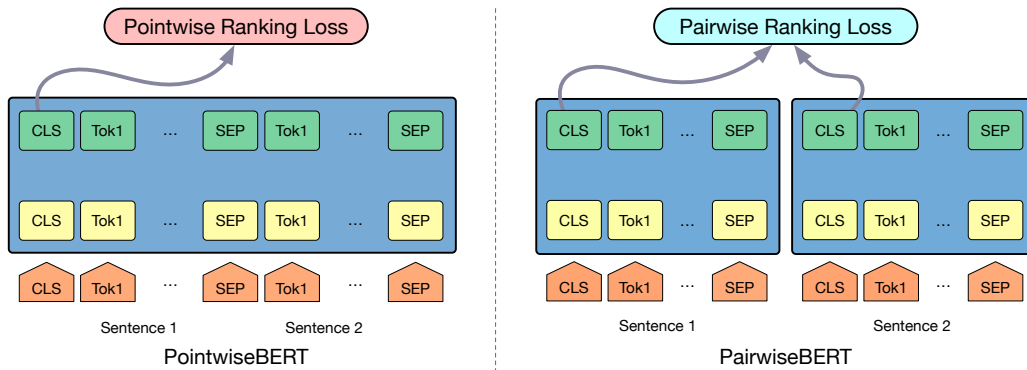 Pointwise Ranking Loss
CLS Tok1 ... SEP Tok1 ... SEP
CLS Tok1 ... SEP Tok1 ... SEP
CLS Tok1 ... SEP Tok1 ... SEP
Sentence 1 Sentence 2
PointwiseBERT
Pairwise Ranking Loss
CLS Tok1 ... SEP CLS Tok1 ... SEP
CLS Tok1 ... SEP CLS Tok1 ... SEP
CLS Tok1 ... SEP CLS Tok1 ... SEP
Sentence 1 Sentence 2
PairwiseBERT